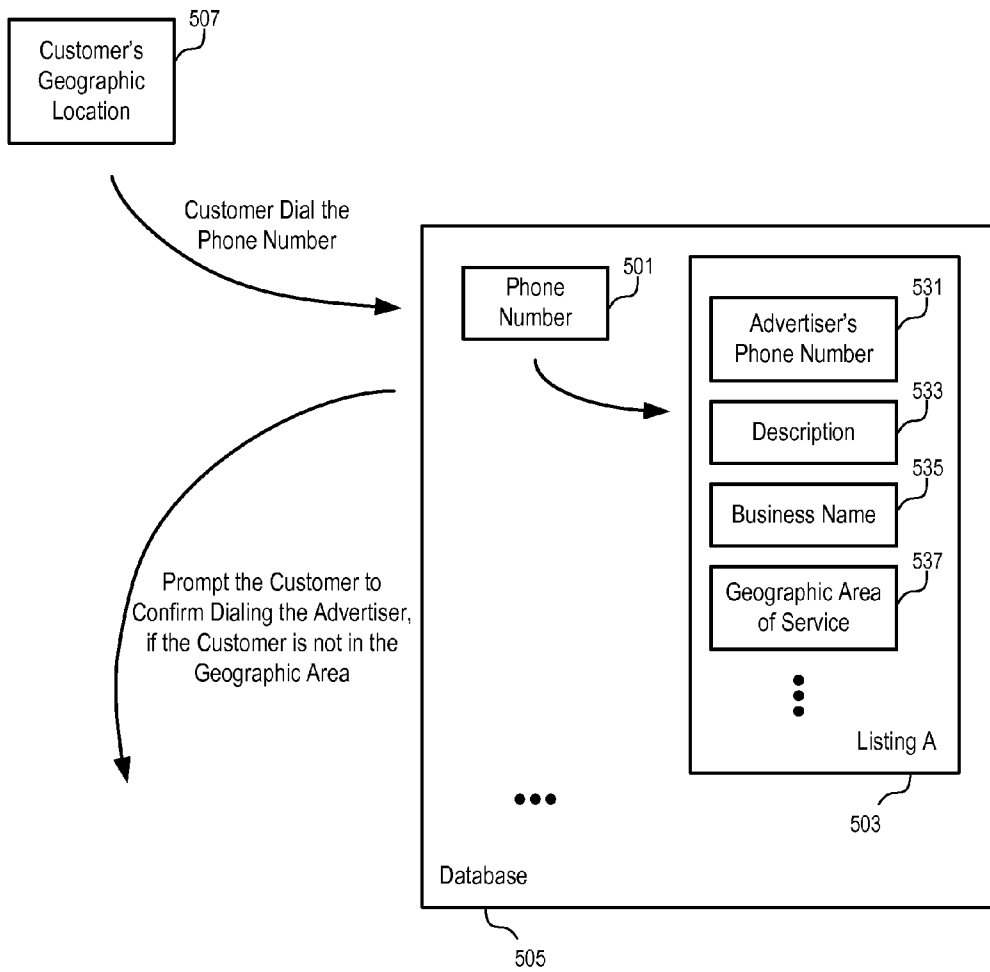 507
Customer's
Geographic
Location
Customer Dial the
Phone Number
Phone
Number
501
Advertiser's
Phone Number
531
Description
533
Business Name
535
Geographic Area
of Service
537
Listing A
503
Prompt the Customer to
Confirm Dialing the Advertiser,
if the Customer is not in the
Geographic Area
Database
505